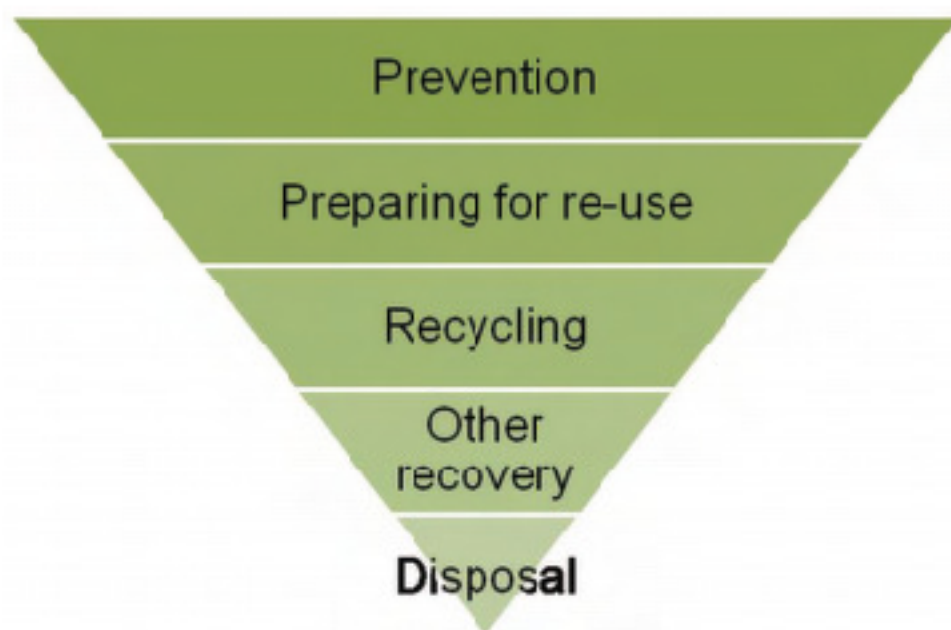 Prevention
Preparing for re-use
Recycling
Other
recovery
Disposal